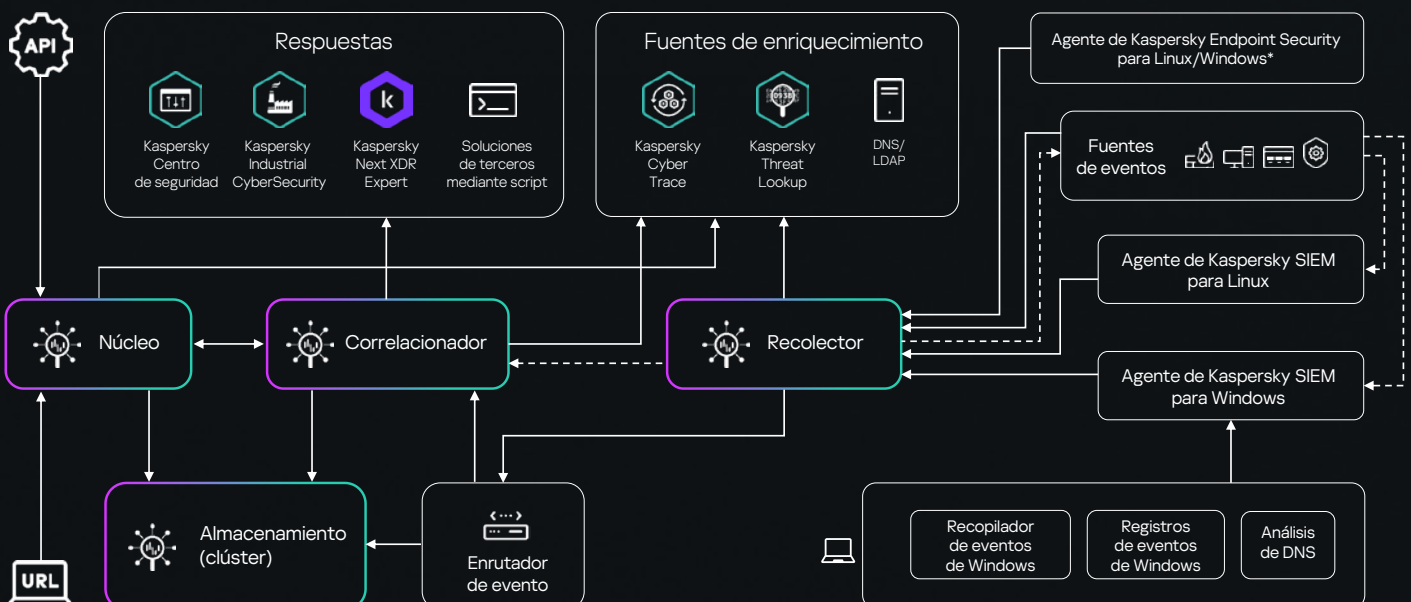 API
Respuestas
Kaspersky
Centro
de seguridad
Kaspersky
Industrial
CyberSecurity
Kaspersky
Next XDR
Expert
Soluciones
de terceros
mediante script
Fuentes de enriquecimiento
Kaspersky
Cyber
Trace
Kaspersky
Threat
Lookup
DNS/
LDAP
Agente de Kaspersky Endpoint Security
para Linux/Windows*
Fuentes
de eventos
Agente de Kaspersky SIEM
para Linux
Núcleo
Correlacionador
Recolector
Agente de Kaspersky SIEM
para Windows
Almacenamiento
(clúster)
Enrutador
de evento
Recopilador
de eventos
de Windows
Registros
de eventos
de Windows
Análisis
de DNS
URL